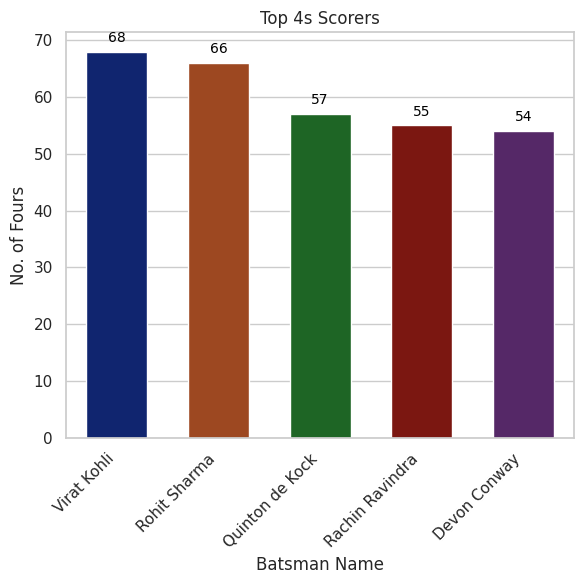 Top 4s Scorers
No. of Fours
70
60
50
40
30
20
10
0
68
66
57
55
54
Virat Kohli
Rohit Sharma
Quinton de Kock
Rachin Ravindra
Devon Conway
Batsman Name